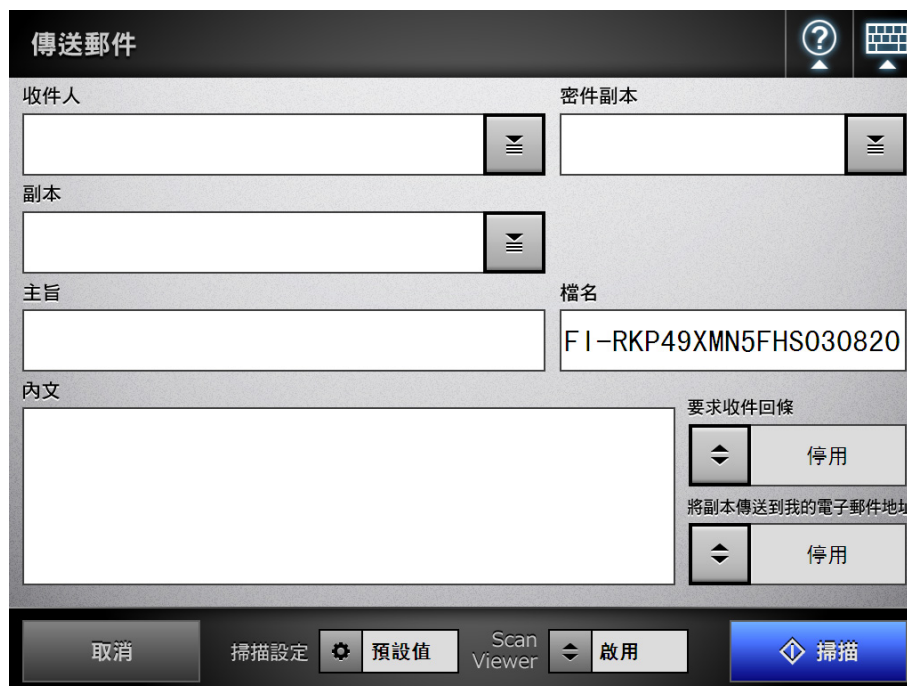 傳送郵件
收件人
密件副本
副本
主旨
檔名
FI-RKP49XMN5FHS030820
內文
要求收件回條
停用
將副本傳送到我的電子郵件地址
停用
取消
掃描設定
預設值
Scan
Viewer
啟用
掃描